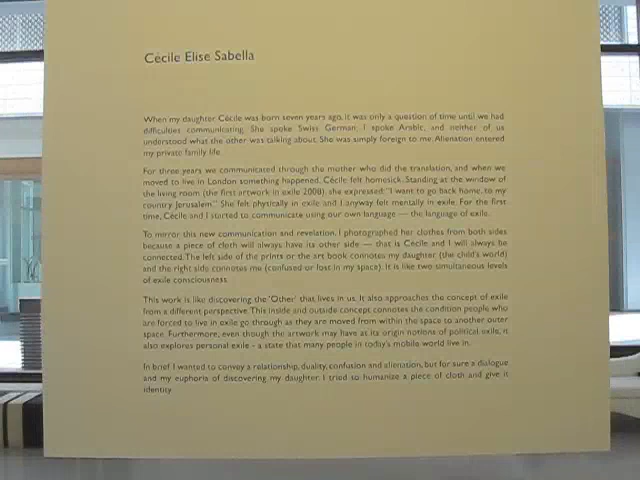 Cécile Elise Sabella
When my daughter Cécile was born seven years ago, it was only a question of time until we had
difficulties communicating. She spoke Swiss German, I spoke Arabic, and neither of us
understood what the other was talking about. She was simply foreign to me. Alienation entered
my private family life.
For three years we communicated through the mother who did the translation, and when we
moved to live in London something happened. Cécile felt homesick. Standing at the window of
the living room (the first artwork in exile 2008), she expressed: "I want to go back home, to my
country Jerusalem." She felt physically in exile and I anyway felt mentally in exile. For the first
time, Cécile and I started to communicate using our own language — the language of exile.
To mirror this new communication and revelation, I photographed her clothes from both sides
because a piece of cloth will always have its other side — that is Cécile and I will always be
connected. The left side of the prints or the art book connotes my daughter (the child's world)
and the right side connotes me (confused or lost in my space). It is like two simultaneous levels
of exile consciousness.
This work is like discovering the 'Other' that lives in us. It also approaches the concept of exile
from a different perspective. This inside and outside concept connotes the condition people who
are forced to live in exile go through as they are moved from within the space to another outer
space. Furthermore, even though the artwork may have at its origin notions of political exile, it
also explores personal exile - a state that many people in today's mobile world live in.
In brief I wanted to convey a relationship, duality, confusion and alienation, but for sure a dialogue
and my euphoria of discovering my daughter. I tried to humanize a piece of cloth and give it
identity.